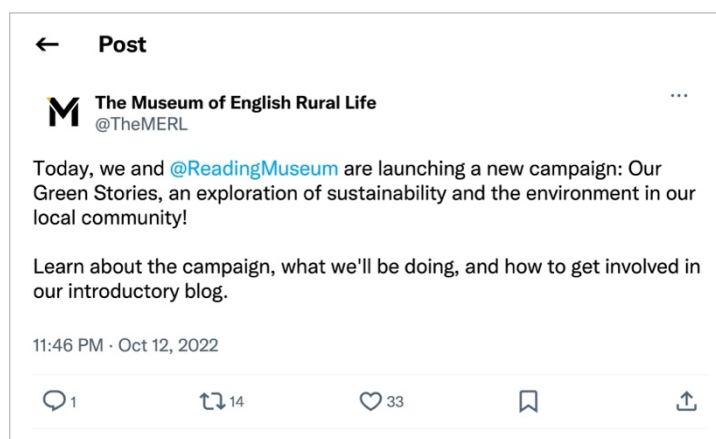 Post
The Museum of English Rural Life
@TheMERL
Today, we and @ReadingMuseum are launching a new campaign: Our
Green Stories, an exploration of sustainability and the environment in our
local community!
Learn about the campaign, what we'll be doing, and how to get involved in
our introductory blog.
11:46 PM · Oct 12, 2022
1 14 33